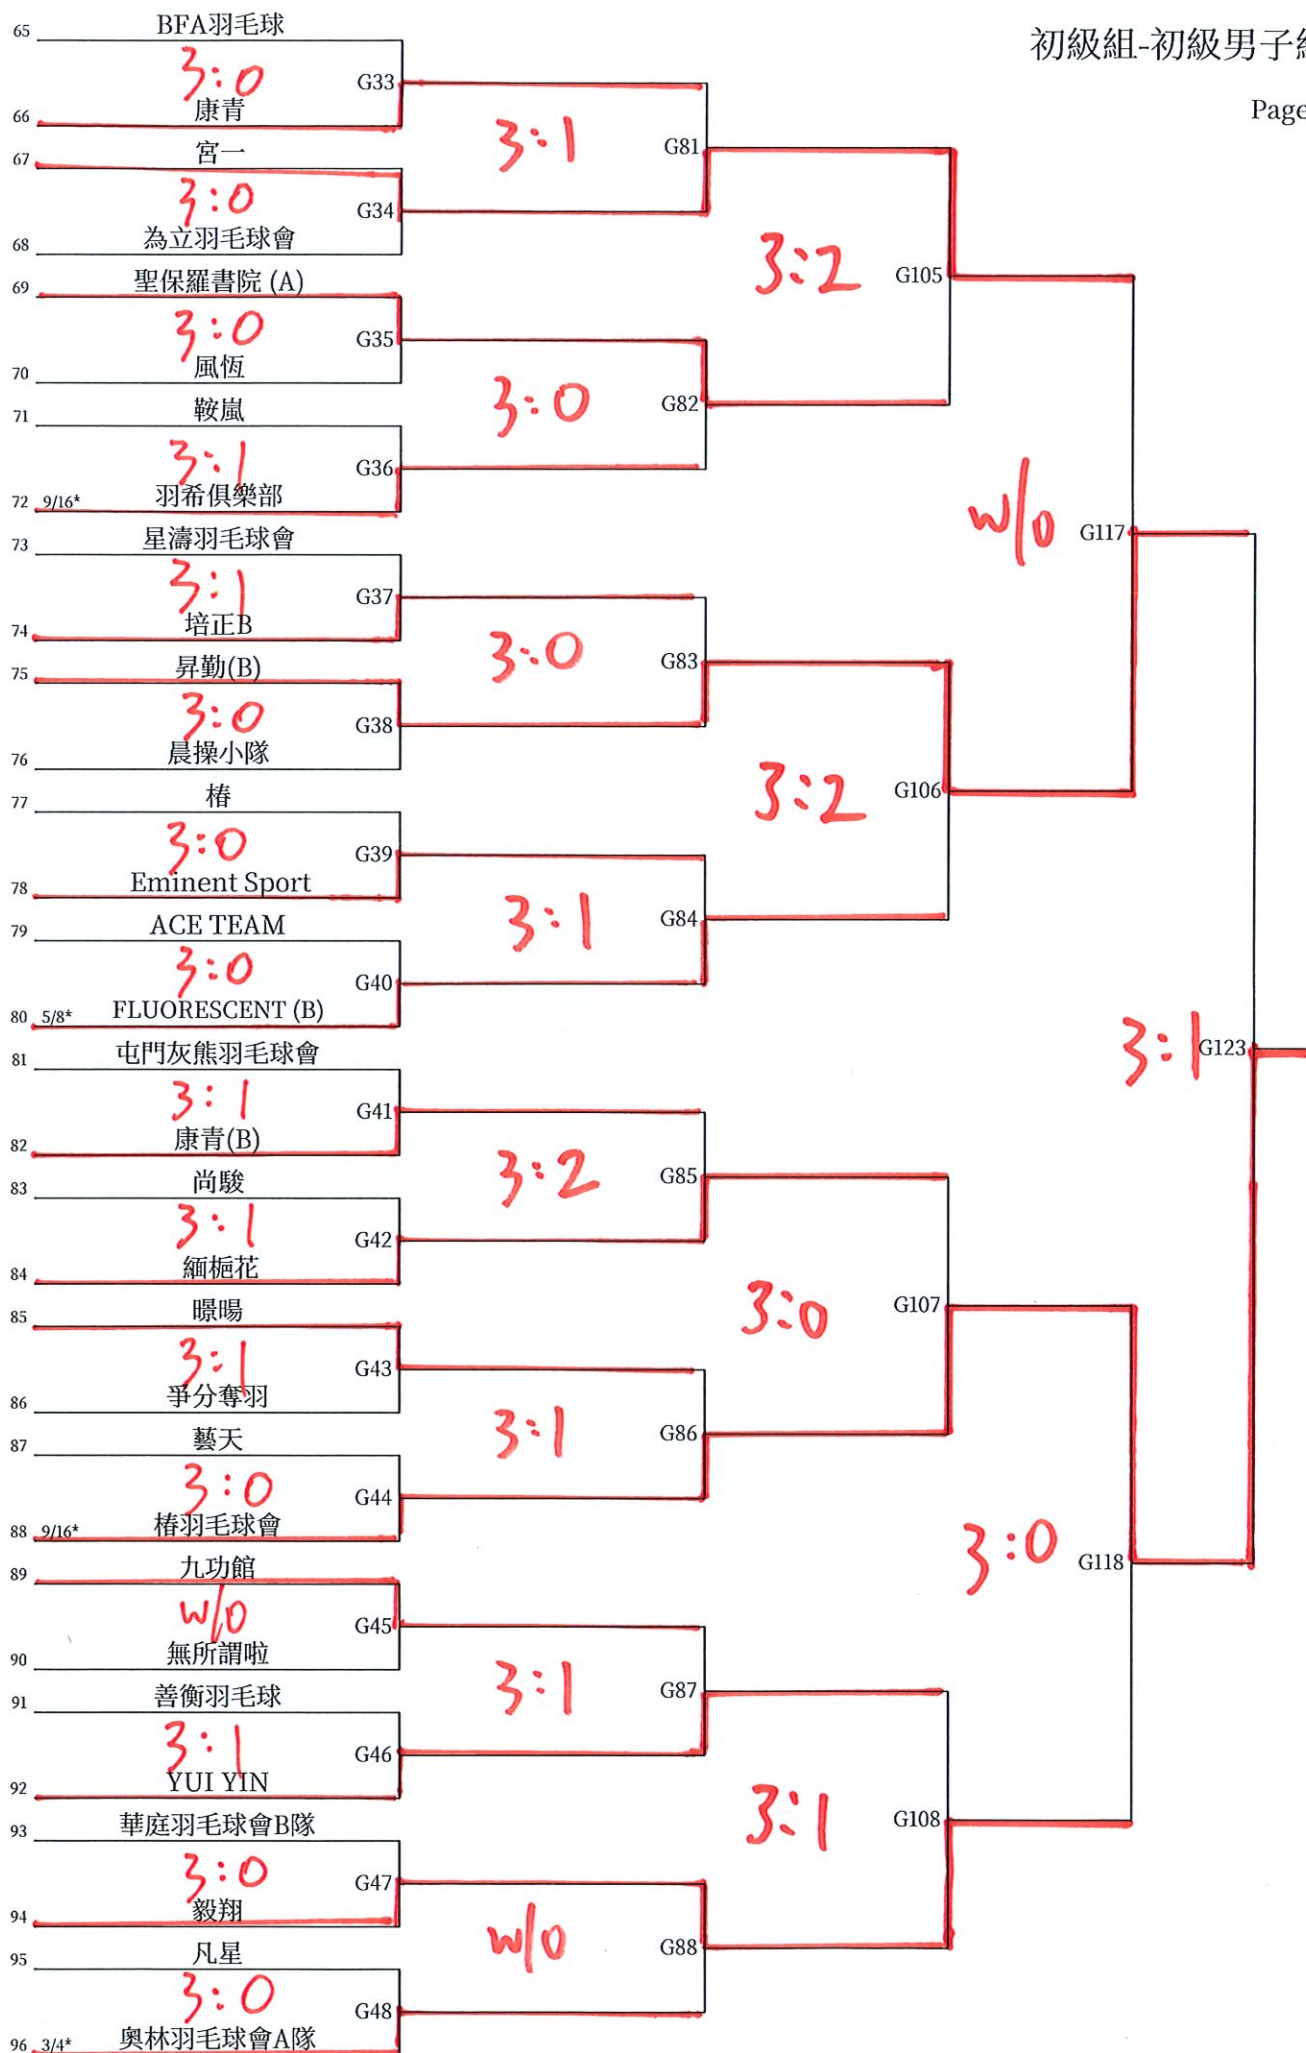 初級組-初級男子
Page
65 BFA羽毛球
3:0
G33
66 康青
3:1
G81
67 宮一
3:0
G34
68 為立羽毛球會
3:2
G105
69 聖保羅書院 (A)
3:0
G35
70 風恆
3:0
G82
71 鞍嵐
3:1
G36
72 9/16* 羽希俱樂部
w/o
G117
73 星濤羽毛球會
3:1
G37
74 培正B
3:0
G83
75 昇勤(B)
3:0
G38
76 晨操小隊
3:2
G106
77 椿
3:0
G39
78 Eminent Sport
3:1
G84
79 ACE TEAM
3:0
G40
80 5/8* FLUORESCENT (B)
3:1
G123
81 屯門灰熊羽毛球會
3:1
G41
82 康青(B)
3:2
G85
83 尚駿
3:1
G42
84 緬梔花
3:0
G107
85 暻暘
3:1
G43
86 爭分奪羽
3:1
G86
87 藝天
3:0
G44
88 9/16* 椿羽毛球會
3:0
G118
89 九功館
w/o
G45
90 無所謂啦
3:1
G87
91 善衡羽毛球
3:1
G46
92 YUI YIN
3:1
G108
93 華庭羽毛球會B隊
3:0
G47
94 毅翔
w/o
G88
95 凡星
3:0
G48
96 3/4* 奧林羽毛球會A隊